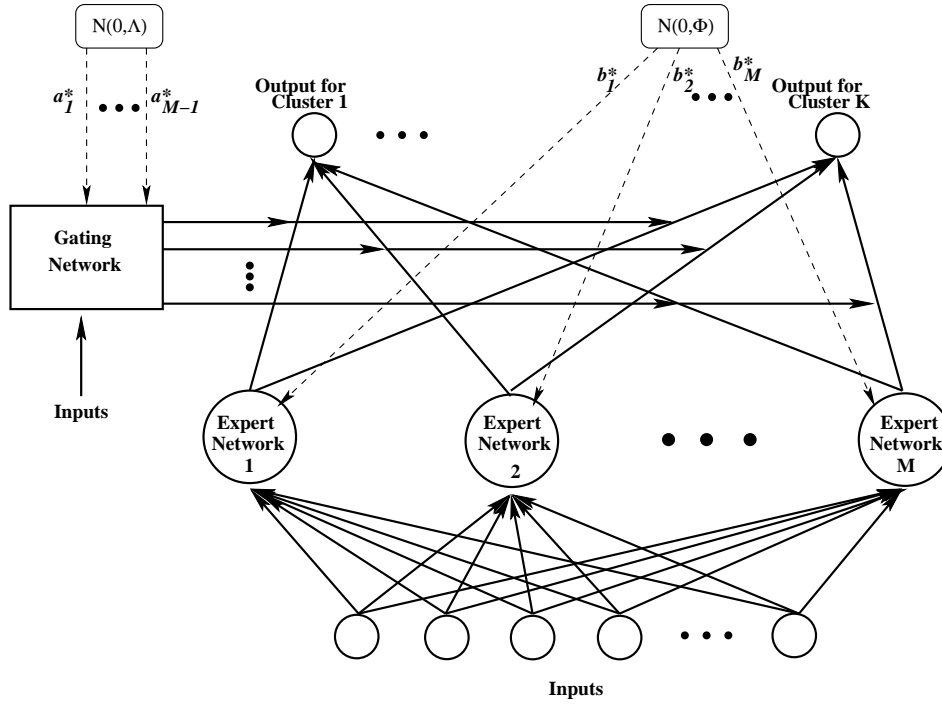 N(0,Λ)
N(0,Φ)
a*1
a*M−1
b*1
b*2
b*M
Output for
Cluster 1
Output for
Cluster K
Gating
Network
Inputs
Expert
Network
1
Expert
Network
2
Expert
Network
M
Inputs